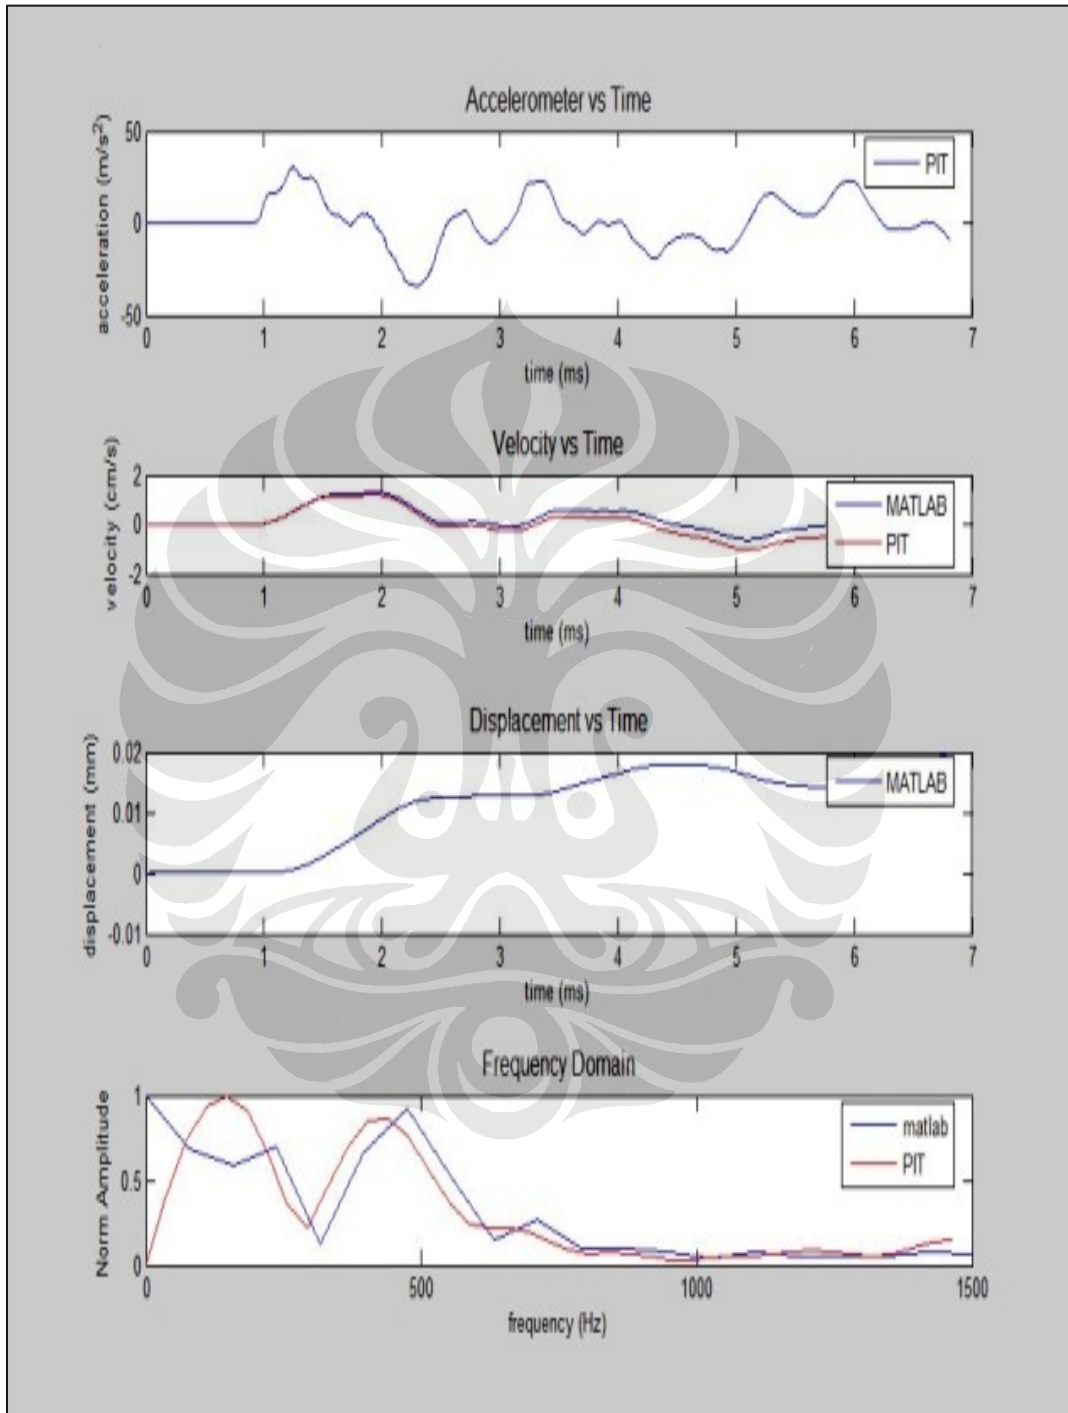 Accelerometer vs Time
acceleration (m/s²)
50
0
-50
PIT
0 1 2 3 4 5 6 7
time (ms)
Velocity vs Time
velocity (cm/s)
2
0
-2
MATLAB
PIT
0 1 2 3 4 5 6 7
time (ms)
Displacement vs Time
displacement (mm)
0.02
0.01
0
-0.01
MATLAB
0 1 2 3 4 5 6 7
time (ms)
Frequency Domain
Norm Amplitude
1
0.5
0
matlab
PIT
0 500 1000 1500
frequency (Hz)